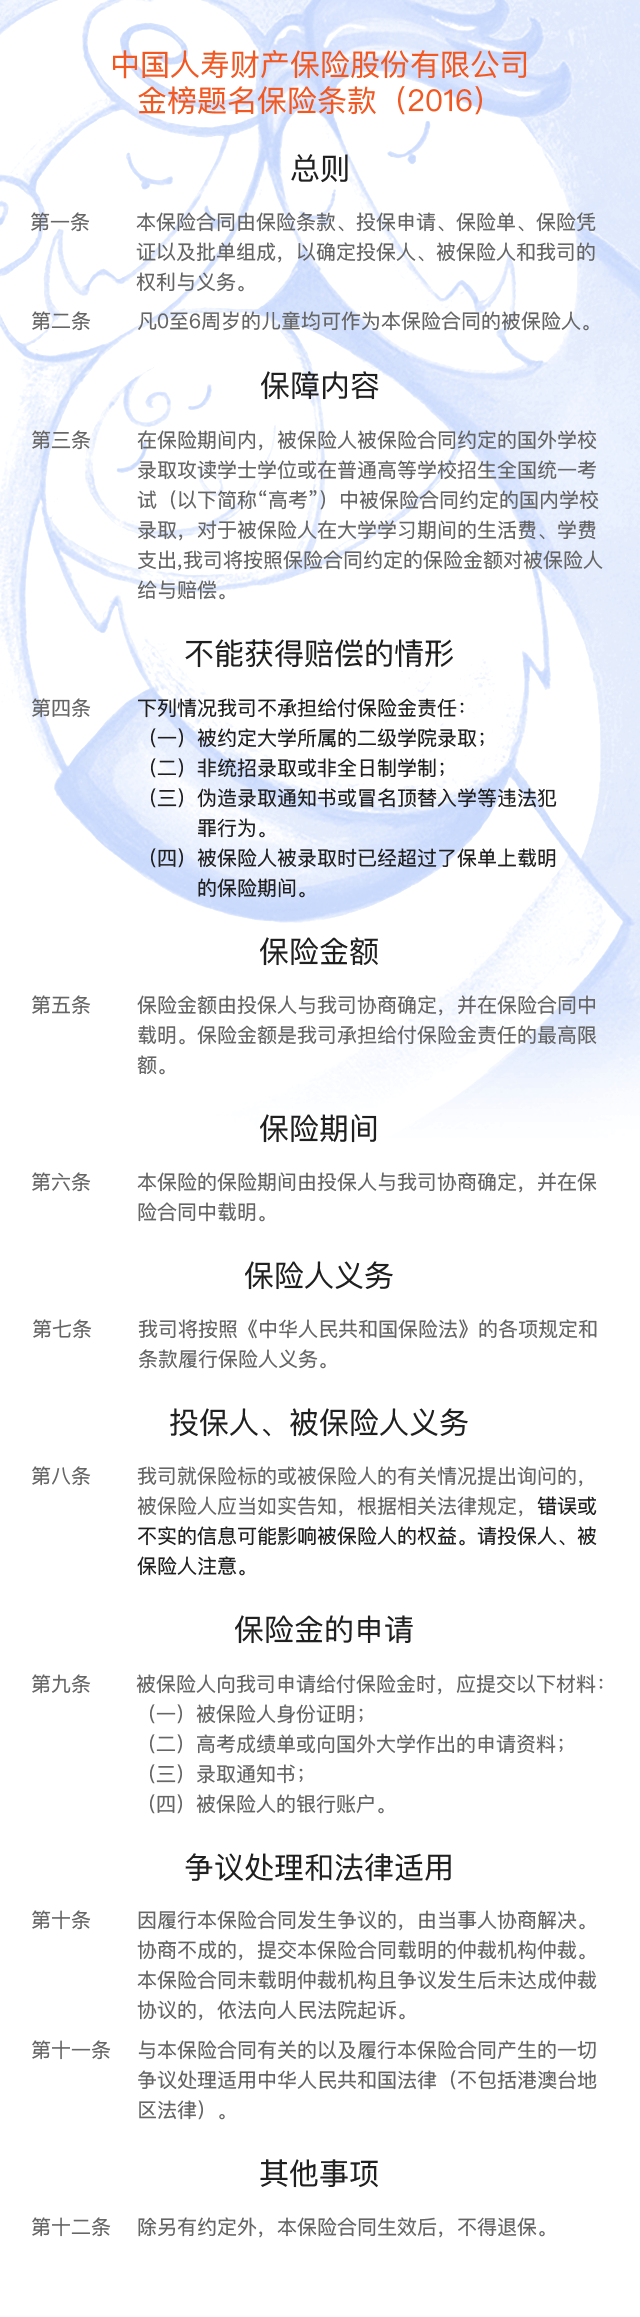 中国人寿财产保险股份有限公司
金榜题名保险条款（2016）
总则
第一条 本保险合同由保险条款、投保申请、保险单、保险凭
证以及批单组成，以确定投保人、被保险人和我司的
权利与义务。
第二条 凡0至6周岁的儿童均可作为本保险合同的被保险人。
保障内容
第三条 在保险期间内，被保险人被保险合同约定的国外学校
录取攻读学士学位或在普通高等学校招生全国统一考
试（以下简称“高考”）中被保险合同约定的国内学校
录取，对于被保险人在大学学习期间的生活费、学费
支出,我司将按照保险合同约定的保险金额对被保险人
给与赔偿。
不能获得赔偿的情形
第四条 下列情况我司不承担给付保险金责任：
（一）被约定大学所属的二级学院录取；
（二）非统招录取或非全日制学制；
（三）伪造录取通知书或冒名顶替入学等违法犯
罪行为。
（四）被保险人被录取时已经超过了保单上载明
的保险期间。
保险金额
第五条 保险金额由投保人与我司协商确定，并在保险合同中
载明。保险金额是我司承担给付保险金责任的最高限
额。
保险期间
第六条 本保险的保险期间由投保人与我司协商确定，并在保
险合同中载明。
保险人义务
第七条 我司将按照《中华人民共和国保险法》的各项规定和
条款履行保险人义务。
投保人、被保险人义务
第八条 我司就保险标的或被保险人的有关情况提出询问的，
被保险人应当如实告知，根据相关法律规定，错误或
不实的信息可能影响被保险人的权益。请投保人、被
保险人注意。
保险金的申请
第九条 被保险人向我司申请给付保险金时，应提交以下材料：
（一）被保险人身份证明；
（二）高考成绩单或向国外大学作出的申请资料；
（三）录取通知书；
（四）被保险人的银行账户。
争议处理和法律适用
第十条 因履行本保险合同发生争议的，由当事人协商解决。
协商不成的，提交本保险合同载明的仲裁机构仲裁。
本保险合同未载明仲裁机构且争议发生后未达成仲裁
协议的，依法向人民法院起诉。
第十一条 与本保险合同有关的以及履行本保险合同产生的一切
争议处理适用中华人民共和国法律（不包括港澳台地
区法律）。
其他事项
第十二条 除另有约定外，本保险合同生效后，不得退保。